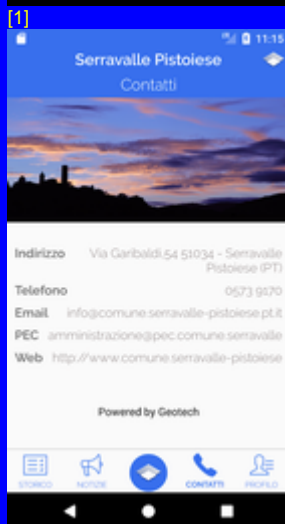 [1]
11:15
Serravalle Pistoiese
Contatti
Indirizzo Via Garibaldi,54 51034 - Serravalle
Pistoiese (PT)
Telefono 0573 9170
Email info@comune.serravalle-pistoiese.pt.it
PEC amministrazione@pec.comune.serravalle
Web http://www.comune.serravalle-pistoiese
Powered by Geotech
STORICO NOTIZIE CONTATTI PROFILO